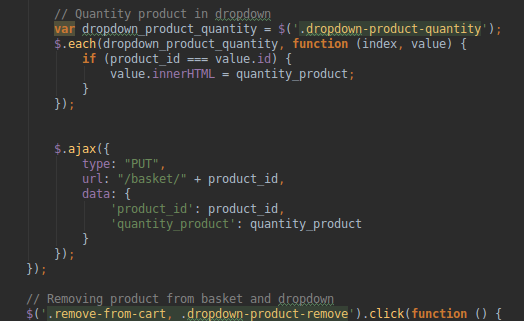 // Quantity product in dropdown
var dropdown_product_quantity = $('.dropdown-product-quantity');
$.each(dropdown_product_quantity, function (index, value) {
if (product_id === value.id) {
value.innerHTML = quantity_product;
}
});
$.ajax({
type: "PUT",
url: "/basket/" + product_id,
data: {
'product_id': product_id,
'quantity_product': quantity_product
}
});
});
// Removing product from basket and dropdown
$('.remove-from-cart, .dropdown-product-remove').click(function () {